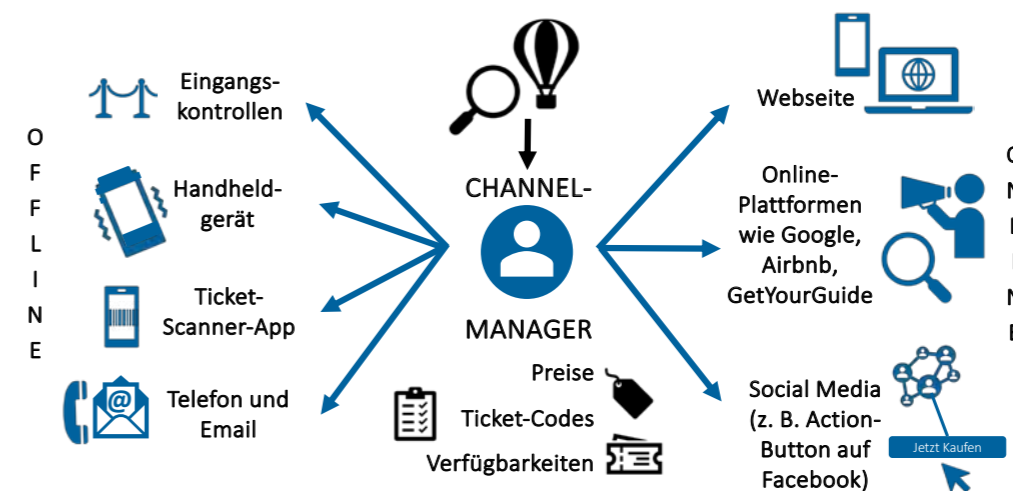 OFFLINE
Eingangs-
kontrollen
Handheld-
gerät
Ticket-
Scanner-App
Telefon und
Email
@
CHANNEL-
MANAGER
Preise
Ticket-Codes
Verfügbarkeiten
Webseite
Online-
Plattformen
wie Google,
Airbnb,
GetYourGuide
Social Media
(z. B. Action-
Button auf
Facebook)
Jetzt Kaufen